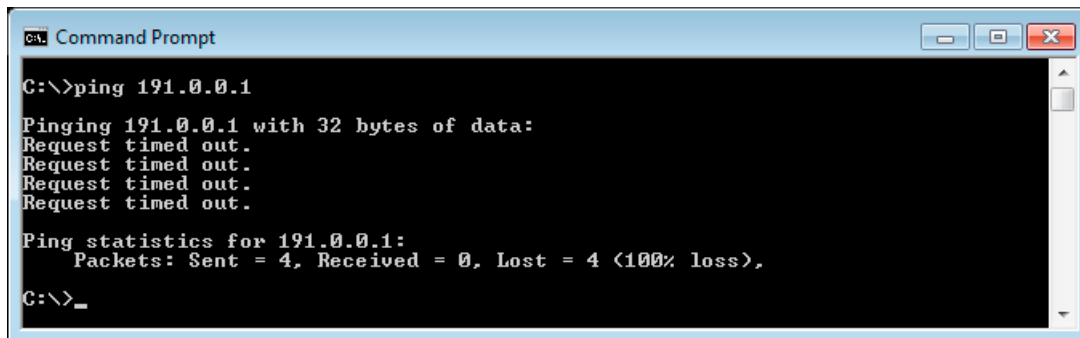 Command Prompt
C:\>ping 191.0.0.1
Pinging 191.0.0.1 with 32 bytes of data:
Request timed out.
Request timed out.
Request timed out.
Request timed out.
Ping statistics for 191.0.0.1:
    Packets: Sent = 4, Received = 0, Lost = 4 (100% loss),
C:\>_